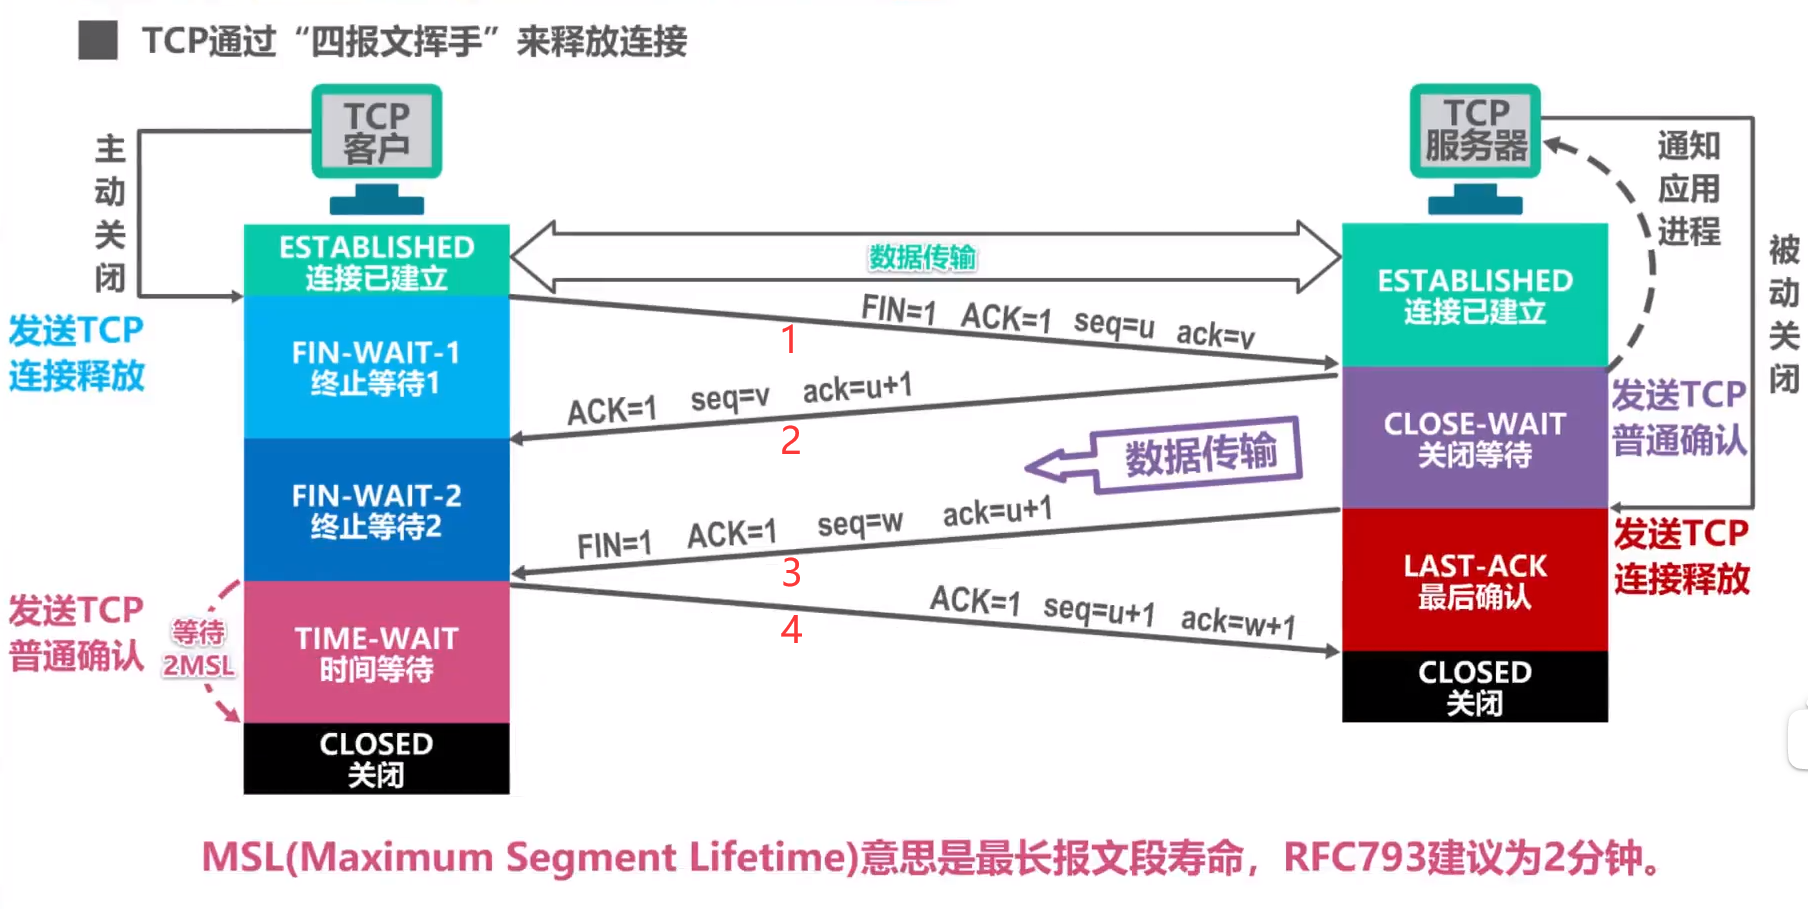 TCP通过“四报文挥手”来释放连接
TCP
客户
TCP
服务器
主动关闭
通知
应用
进程
被动关闭
ESTABLISHED
连接已建立
数据传输
ESTABLISHED
连接已建立
发送TCP
连接释放
FIN=1 ACK=1 seq=u ack=v
1
FIN-WAIT-1
终止等待1
ACK=1 seq=v ack=u+1
2
CLOSE-WAIT
关闭等待
发送TCP
普通确认
数据传输
FIN-WAIT-2
终止等待2
FIN=1 ACK=1 seq=w ack=u+1
3
LAST-ACK
最后确认
发送TCP
连接释放
发送TCP
普通确认
等待
2MSL
TIME-WAIT
时间等待
ACK=1 seq=u+1 ack=w+1
4
CLOSED
关闭
CLOSED
关闭
MSL(Maximum Segment Lifetime)意思是最长报文段寿命，RFC793建议为2分钟。